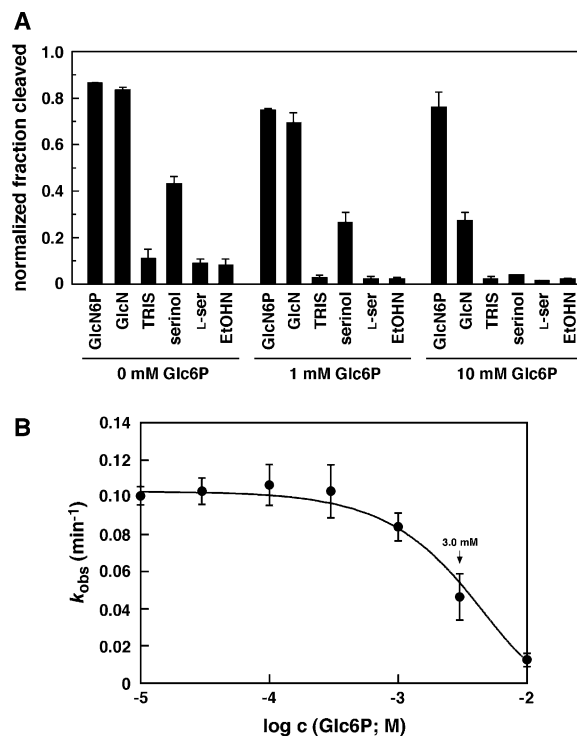 A
normalized fraction cleaved
1.0
0.8
0.6
0.4
0.2
0
GlcN6P
GlcN
TRIS
serinol
L-ser
EtOHN
GlcN6P
GlcN
TRIS
serinol
L-ser
EtOHN
GlcN6P
GlcN
TRIS
serinol
L-ser
EtOHN
0 mM Glc6P
1 mM Glc6P
10 mM Glc6P
B
kobs (min-1)
0.14
0.12
0.10
0.08
0.06
0.04
0.02
0
3.0 mM
-5
-4
-3
-2
log c (Glc6P; M)